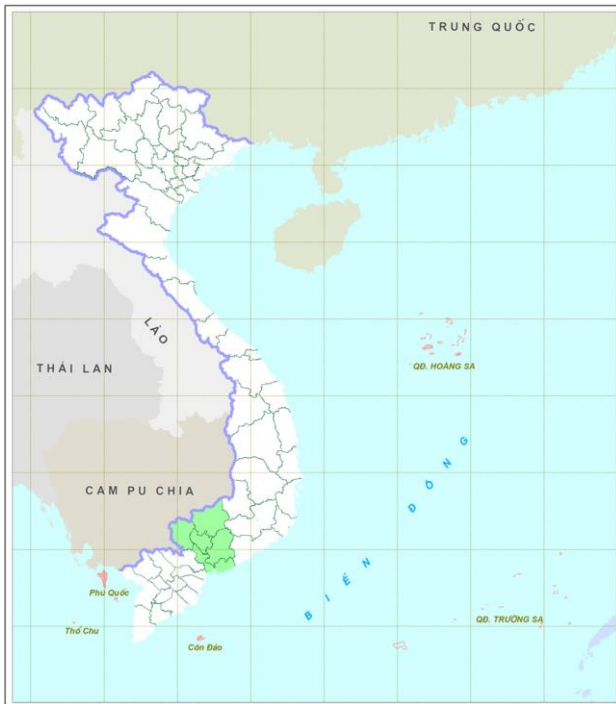 TRUNG QUỐC
LÀO
THÁI LAN
QĐ. HOÀNG SA
CAM PU CHIA
BIỂN ĐÔNG
Phú Quốc
Thổ Chu
Côn Đảo
QĐ. TRƯỜNG SA